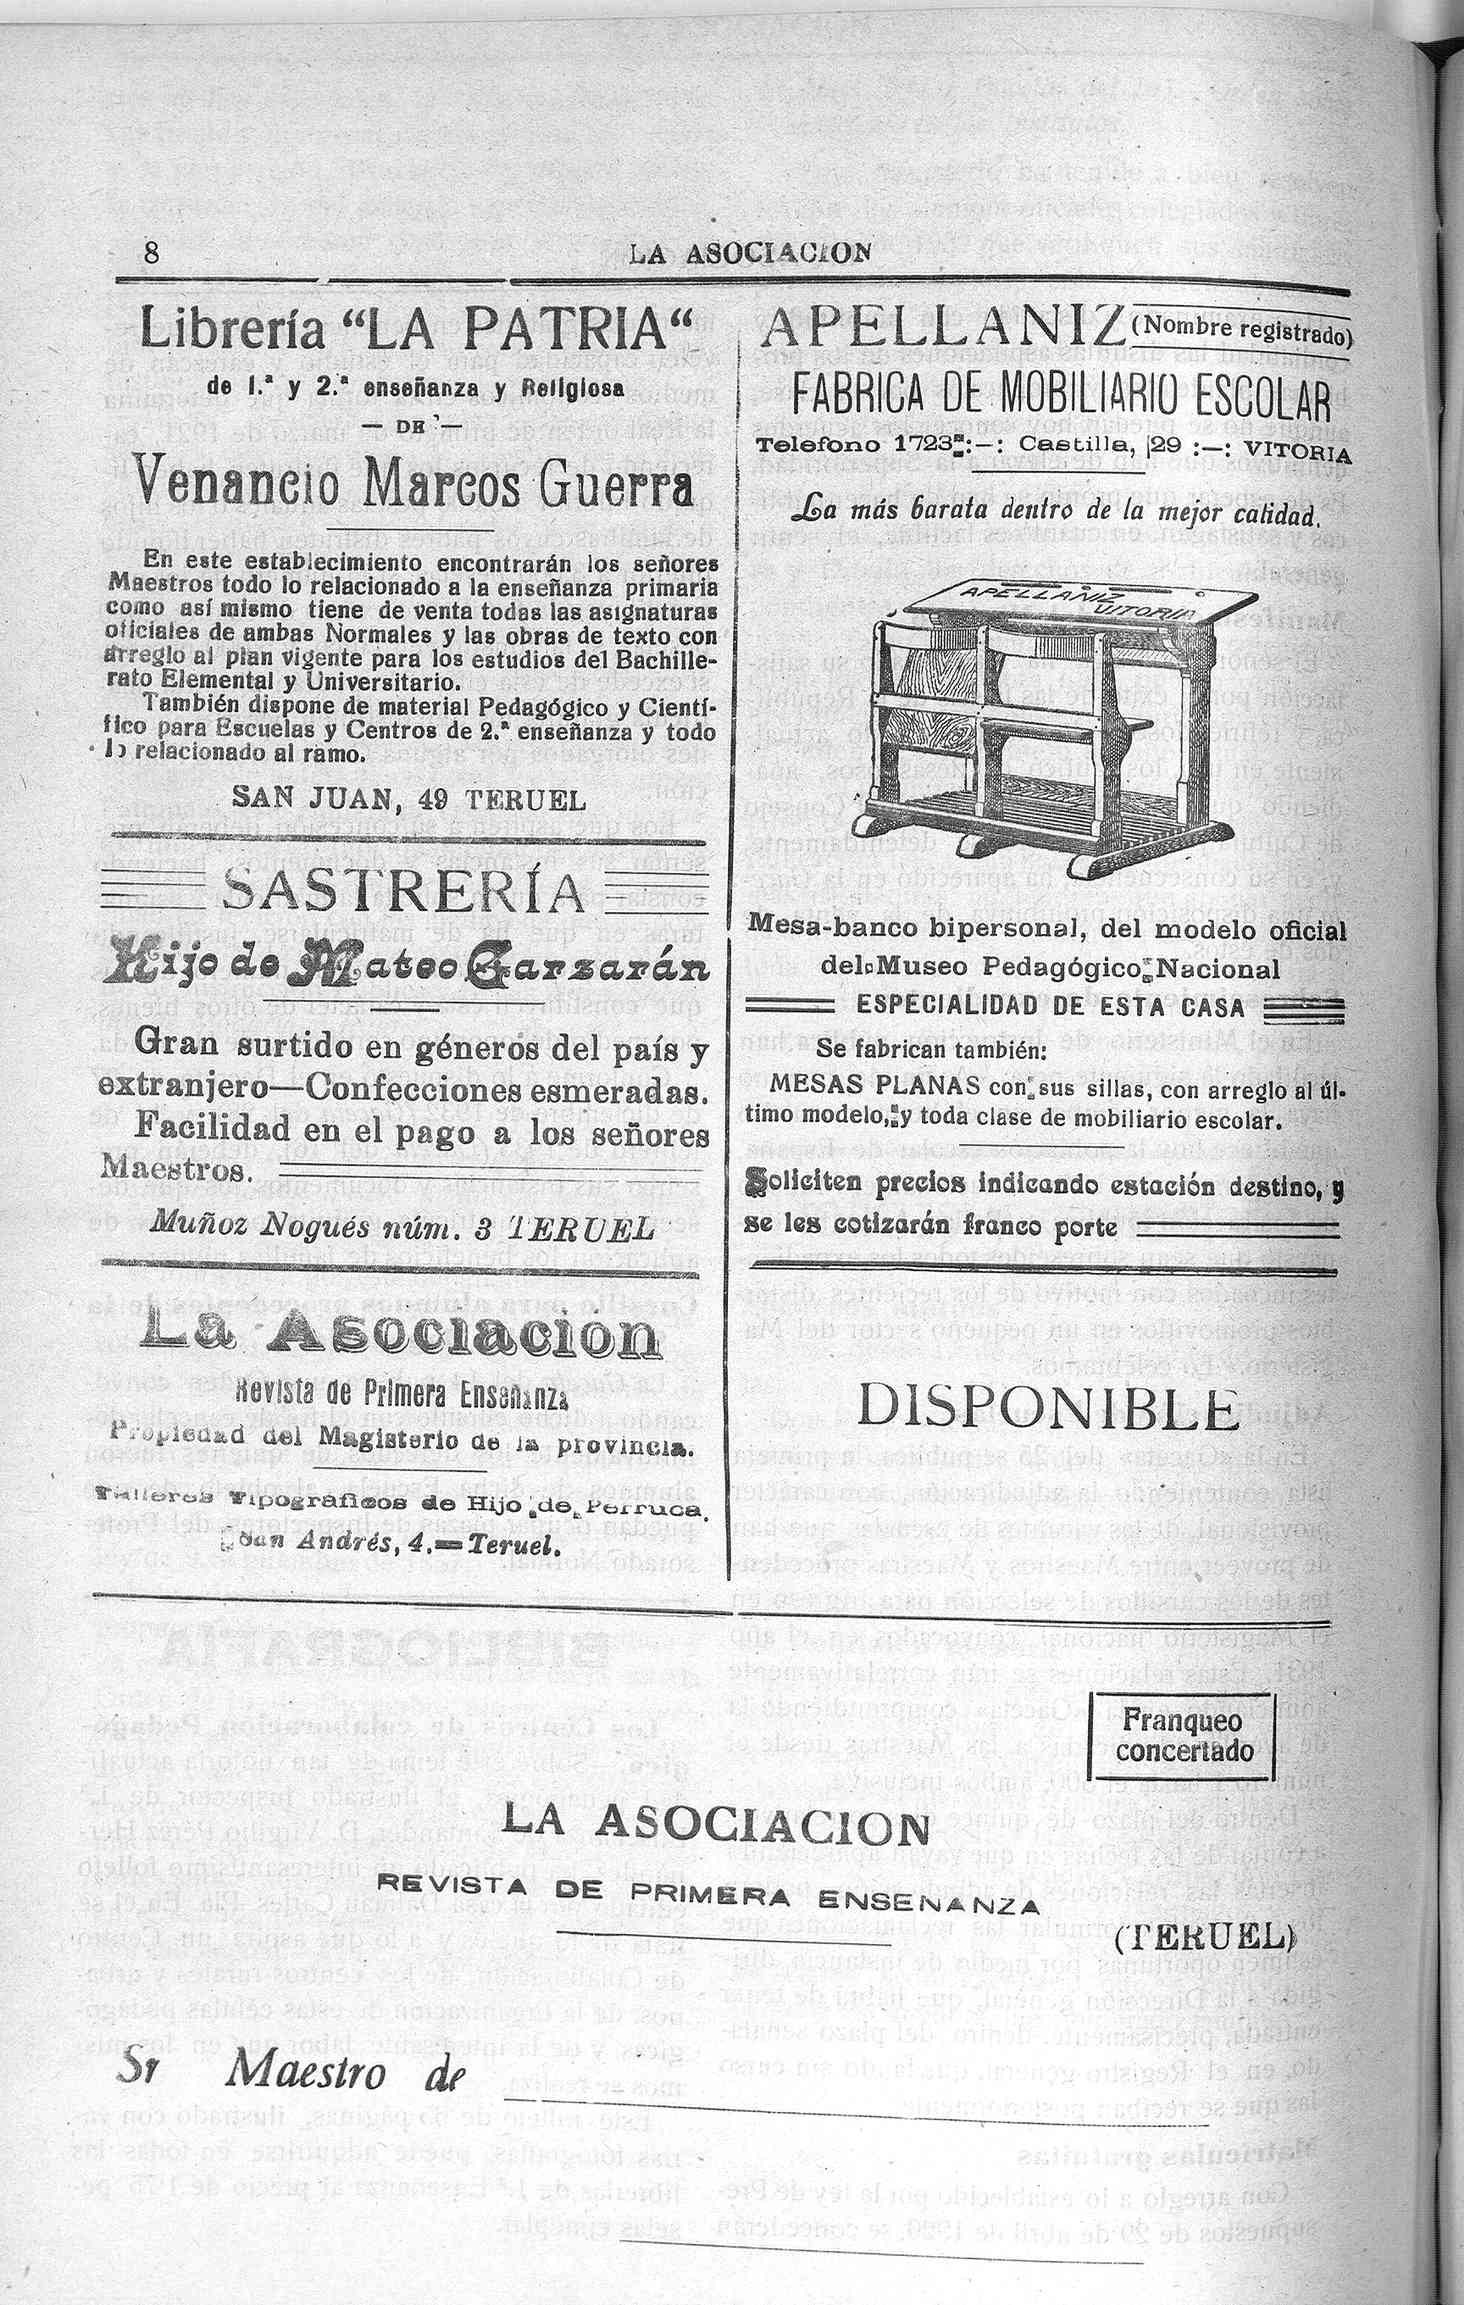 8
LA ASOCIACION
Librería “LA PATRIA“
de 1.ª y 2.ª enseñanza y Religiosa
— DE —
Venancio Marcos Guerra
En este establecimiento encontrarán los señores
Maestros todo lo relacionado a la enseñanza primaria
como así mismo tiene de venta todas las asignaturas
oficiales de ambas Normales y las obras de texto con
arreglo al plan vigente para los estudios del Bachille-
rato Elemental y Universitario.
También dispone de material Pedagógico y Cientí-
fico para Escuelas y Centros de 2.ª enseñanza y todo
lo relacionado al ramo.
SAN JUAN, 49 TERUEL
SASTRERÍA
Hijo de Mateo Garzarán
Gran surtido en géneros del país y
extranjero—Confecciones esmeradas.
Facilidad en el pago a los señores
Maestros.
Muñoz Nogués núm. 3 TERUEL
La Asociación
Revista de Primera Enseñanza
Propiedad del Magisterio de la provincia.
Talleres Tipográficos de Hijo de Perruca.
San Andrés, 4.—Teruel.
APELLANIZ (Nombre registrado)
FABRICA DE MOBILIARIO ESCOLAR
Telefono 1723 :—: Castilla, 29 :—: VITORIA
La más barata dentro de la mejor calidad.
APELLANIZ
VITORIA
Mesa-banco bipersonal, del modelo oficial
del Museo Pedagógico Nacional
ESPECIALIDAD DE ESTA CASA
Se fabrican también:
MESAS PLANAS con sus sillas, con arreglo al úl-
timo modelo, y toda clase de mobiliario escolar.
Soliciten precios indicando estación destino, y
se les cotizarán franco porte
DISPONIBLE
Franqueo
concertado
LA ASOCIACION
REVISTA DE PRIMERA ENSEÑANZA
(TERUEL)
Sr Maestro de